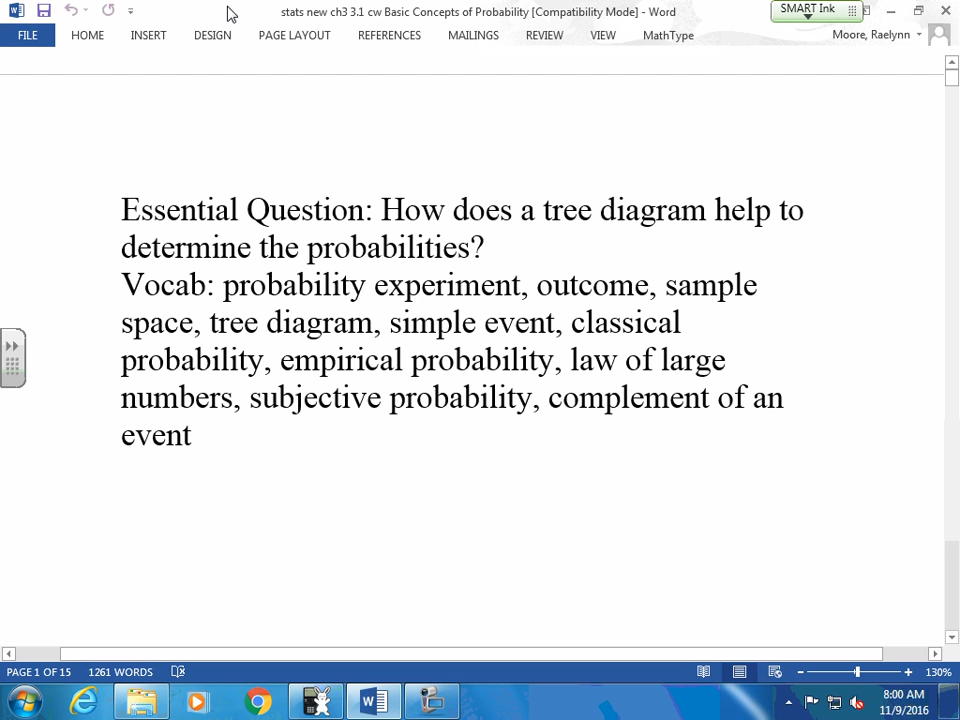 stats new ch3 3.1 cw Basic Concepts of Probability [Compatibility Mode] - Word
SMART Ink
FILE HOME INSERT DESIGN PAGE LAYOUT REFERENCES MAILINGS REVIEW VIEW MathType Moore, Raelynn
Essential Question: How does a tree diagram help to
determine the probabilities?
Vocab: probability experiment, outcome, sample
space, tree diagram, simple event, classical
probability, empirical probability, law of large
numbers, subjective probability, complement of an
event
PAGE 1 OF 15 1261 WORDS 130%
8:00 AM
11/9/2016